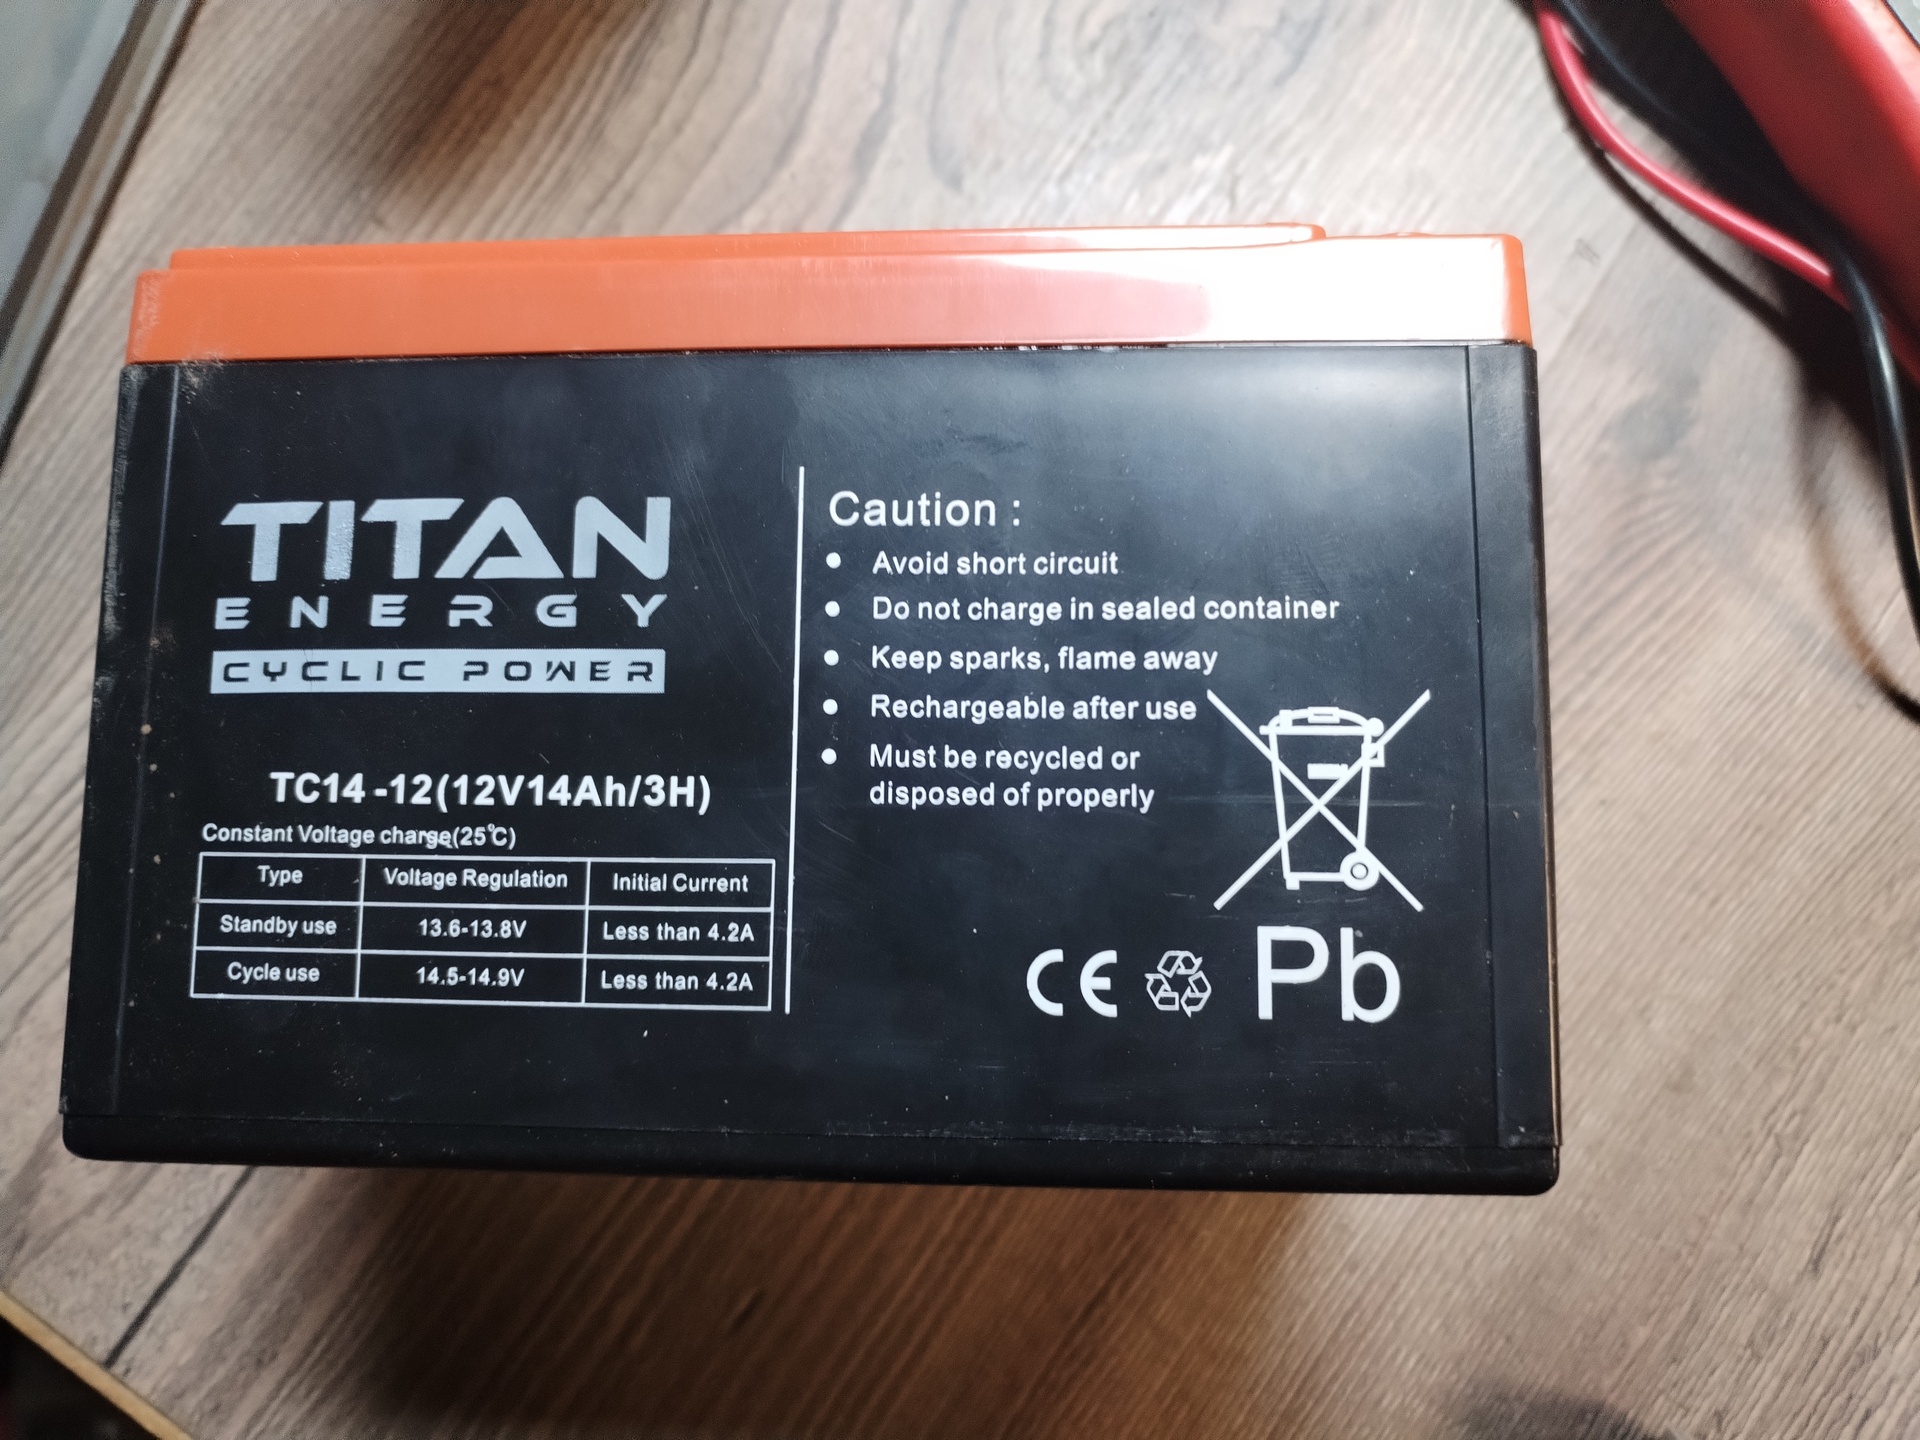 TITAN
ENERGY
CYCLIC POWER
TC14-12(12V14Ah/3H)
Constant Voltage charge(25℃)
Type Voltage Regulation Initial Current
Standby use 13.6-13.8V Less than 4.2A
Cycle use 14.5-14.9V Less than 4.2A
Caution :
• Avoid short circuit
• Do not charge in sealed container
• Keep sparks, flame away
• Rechargeable after use
• Must be recycled or
disposed of properly
CE
Pb